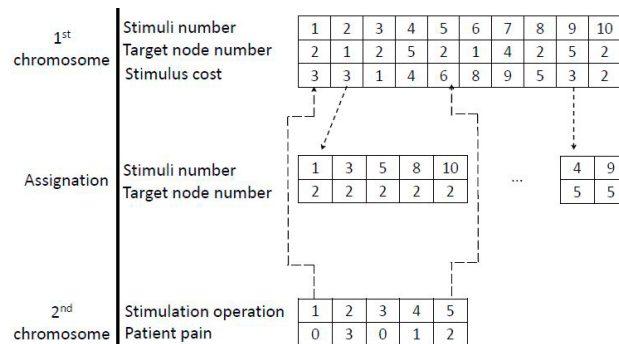 1st chromosome
Stimuli number 1 2 3 4 5 6 7 8 9 10
Target node number 2 1 2 5 2 1 4 2 5 2
Stimulus cost 3 3 1 4 6 8 9 5 3 2
Assignation
Stimuli number 1 3 5 8 10 ... 4 9
Target node number 2 2 2 2 2 5 5
2nd chromosome
Stimulation operation 1 2 3 4 5
Patient pain 0 3 0 1 2